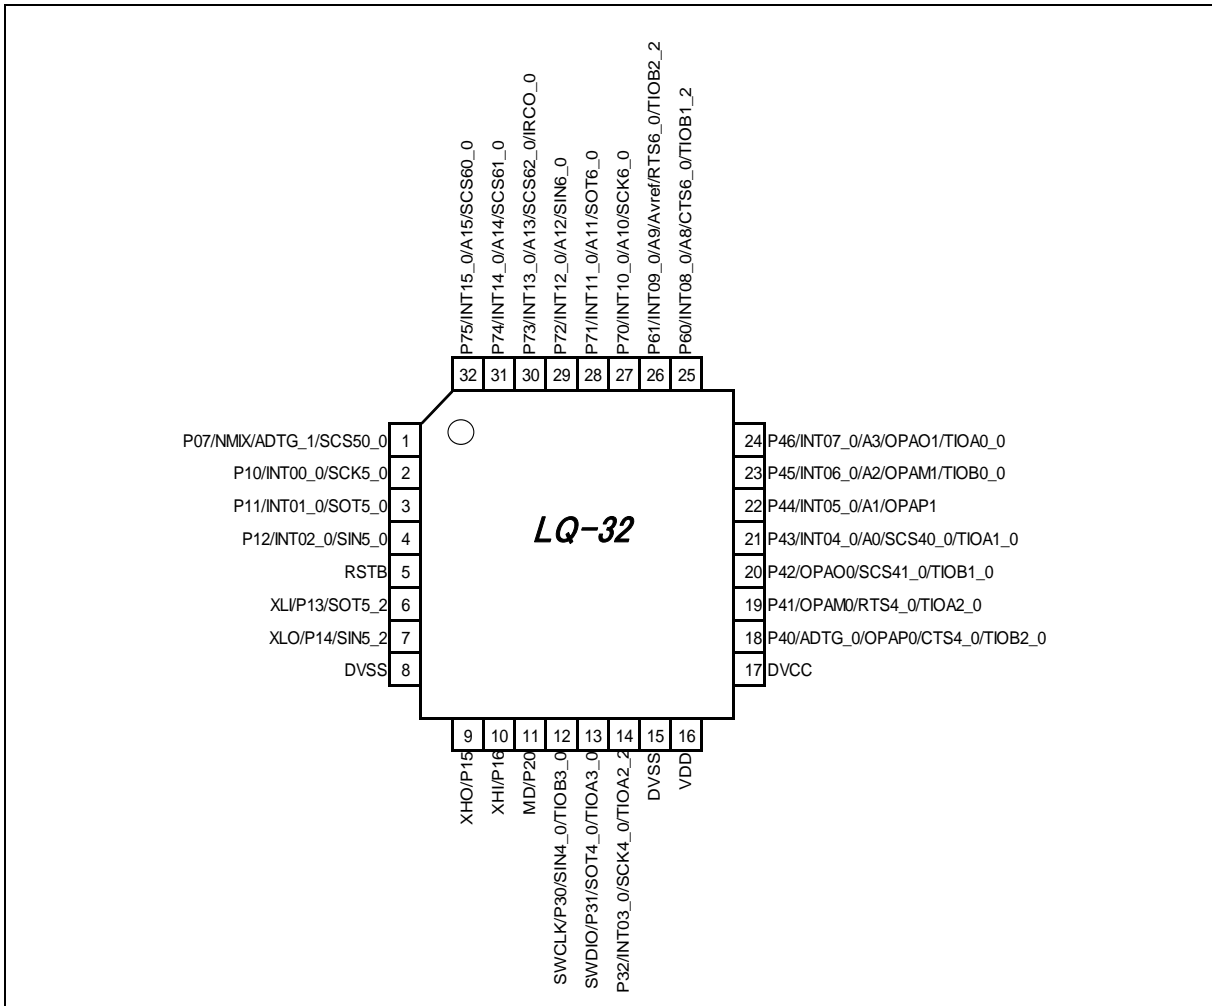 P75/INT15_0/A15/SCS60_0
P74/INT14_0/A14/SCS61_0
P73/INT13_0/A13/SCS62_0/IRCO_0
P72/INT12_0/A12/SIN6_0
P71/INT11_0/A11/SOT6_0
P70/INT10_0/A10/SCK6_0
P61/INT09_0/A9/Avref/RTS6_0/TIOB2_2
P60/INT08_0/A8/CTS6_0/TIOB1_2
32 31 30 29 28 27 26 25
P07/NMIX/ADTG_1/SCS50_0 1
P10/INT00_0/SCK5_0 2
P11/INT01_0/SOT5_0 3
P12/INT02_0/SIN5_0 4
RSTB 5
XLI/P13/SOT5_2 6
XLO/P14/SIN5_2 7
DVSS 8
LQ-32
24 P46/INT07_0/A3/OPAO1/TIOA0_0
23 P45/INT06_0/A2/OPAM1/TIOB0_0
22 P44/INT05_0/A1/OPAP1
21 P43/INT04_0/A0/SCS40_0/TIOA1_0
20 P42/OPAO0/SCS41_0/TIOB1_0
19 P41/OPAM0/RTS4_0/TIOA2_0
18 P40/ADTG_0/OPAP0/CTS4_0/TIOB2_0
17 DVCC
9 10 11 12 13 14 15 16
XHO/P15
XHI/P16
MD/P20
SWCLK/P30/SIN4_0/TIOB3_0
SWDIO/P31/SOT4_0/TIOA3_0
P32/INT03_0/SCK4_0/TIOA2_2
DVSS
VDD